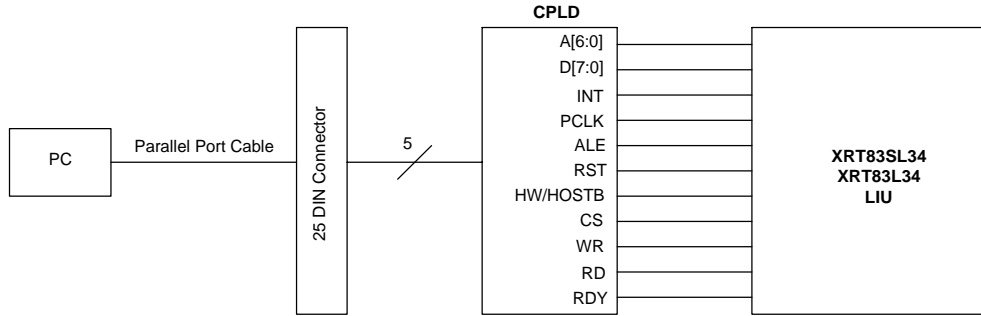 CPLD
PC
Parallel Port Cable
25 DIN Connector
5
A[6:0]
D[7:0]
INT
PCLK
ALE
RST
HW/HOSTB
CS
WR
RD
RDY
XRT83SL34
XRT83L34
LIU